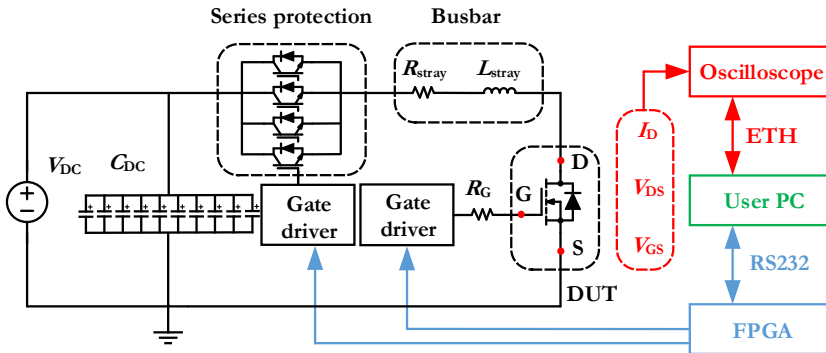 Series protection
Busbar
Rstray
Lstray
Oscilloscope
ID
ETH
VDC
CDC
D
Gate
driver
Gate
driver
RG
G
VDS
User PC
VGS
S
RS232
DUT
FPGA